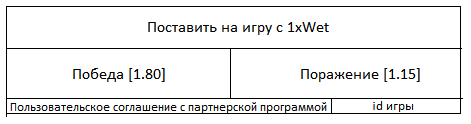 Поставить на игру с 1xWet
Победа [1.80] Поражение [1.15]
Пользовательское соглашение с партнерской программой id игры